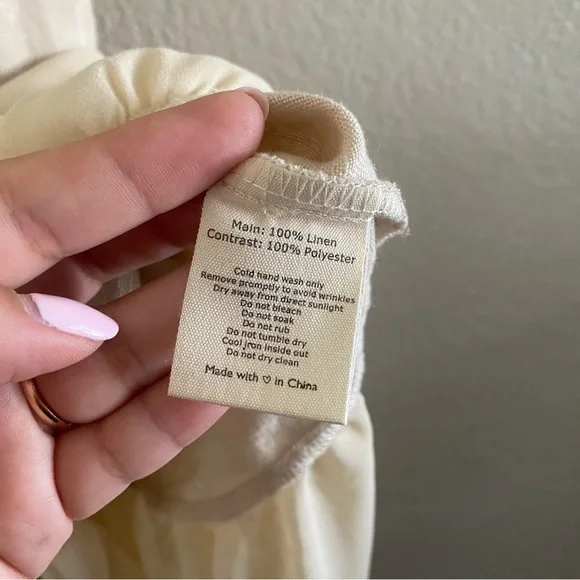 Main: 100% Linen
Contrast: 100% Polyester
Cold hand wash only
Remove promptly to avoid wrinkles
Dry away from direct sunlight
Do not bleach
Do not soak
Do not rub
Do not tumble dry
Cool iron inside out
Do not dry clean
Made with ♡ in China